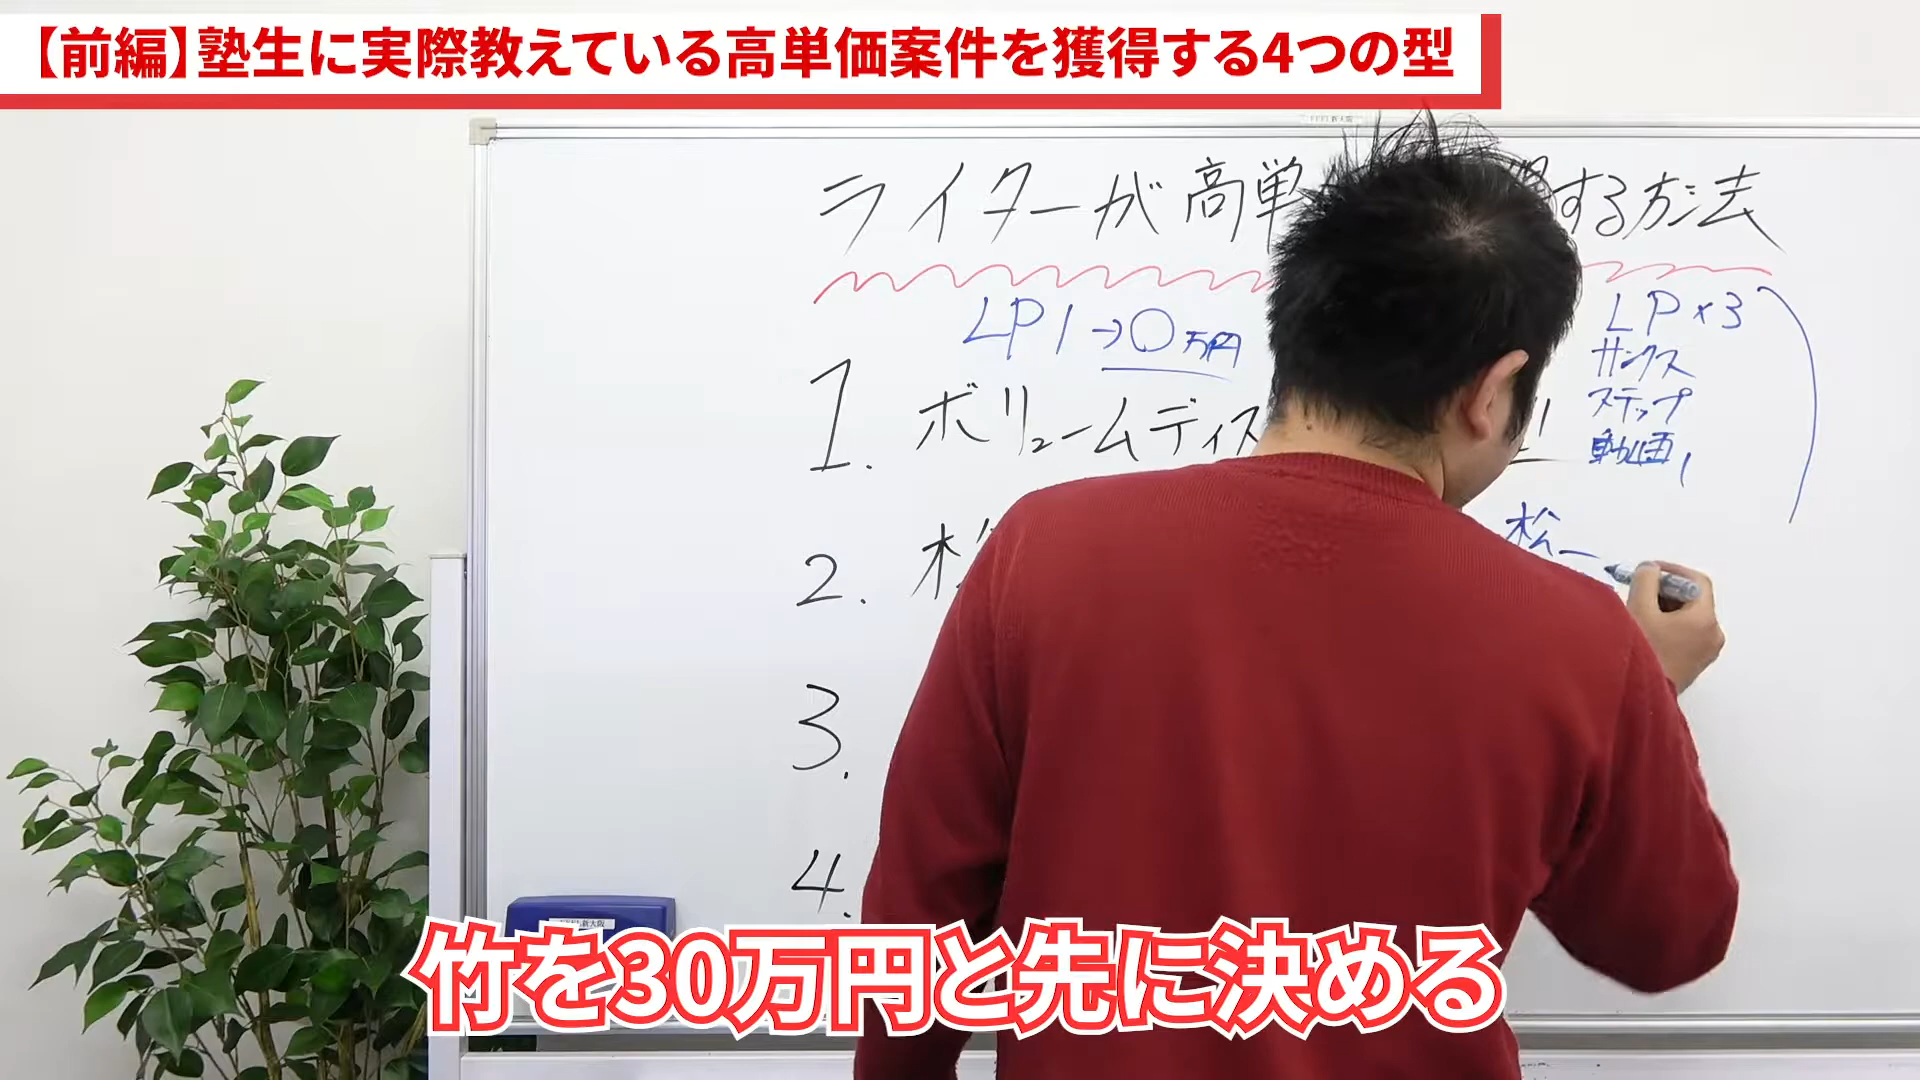 【前編】塾生に実際教えている高単価案件を獲得する4つの型
ライターが高単
する方法
LP1→〇万円
LP×3
サンクス
ステップ
動画
1. ボリュームディス
2. 松
松ー
3.
4.
竹を30万円と先に決める